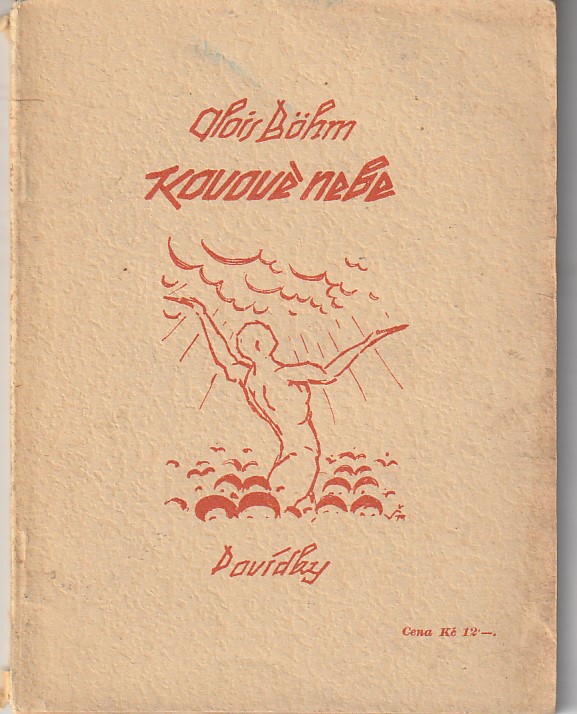 Alois Böhm
Kovové nebe
Povídky
Cena Kč 12·—.